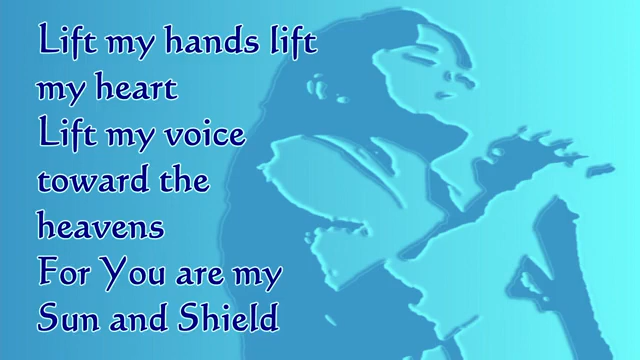 Lift my hands lift
my heart
Lift my voice
toward the
heavens
For You are my
Sun and Shield